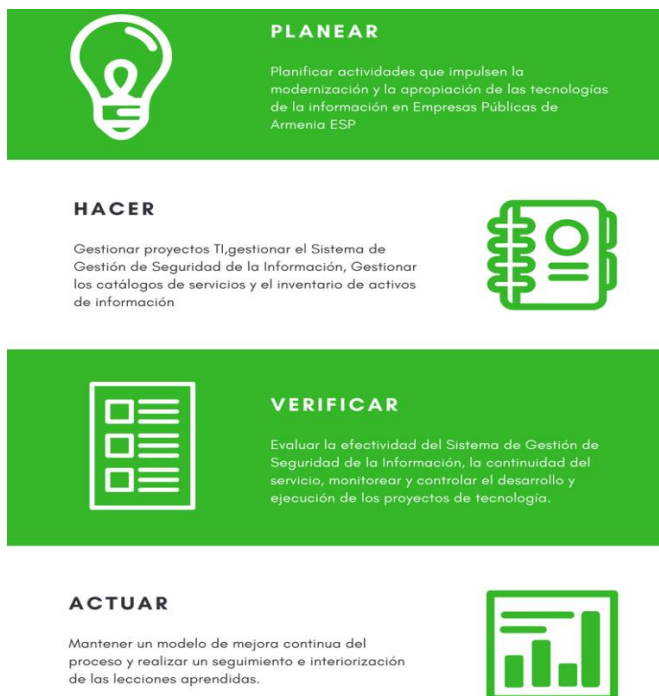 PLANEAR
Planificar actividades que impulsen la
modernización y la apropiación de las tecnologías
de la información en Empresas Públicas de
Armenia ESP
HACER
Gestionar proyectos TI,gestionar el Sistema de
Gestión de Seguridad de la Información, Gestionar
los catálogos de servicios y el inventario de activos
de información
VERIFICAR
Evaluar la efectividad del Sistema de Gestión de
Seguridad de la Información, la continuidad del
servicio, monitorear y controlar el desarrollo y
ejecución de los proyectos de tecnología.
ACTUAR
Mantener un modelo de mejora continua del
proceso y realizar un seguimiento e interiorización
de las lecciones aprendidas.